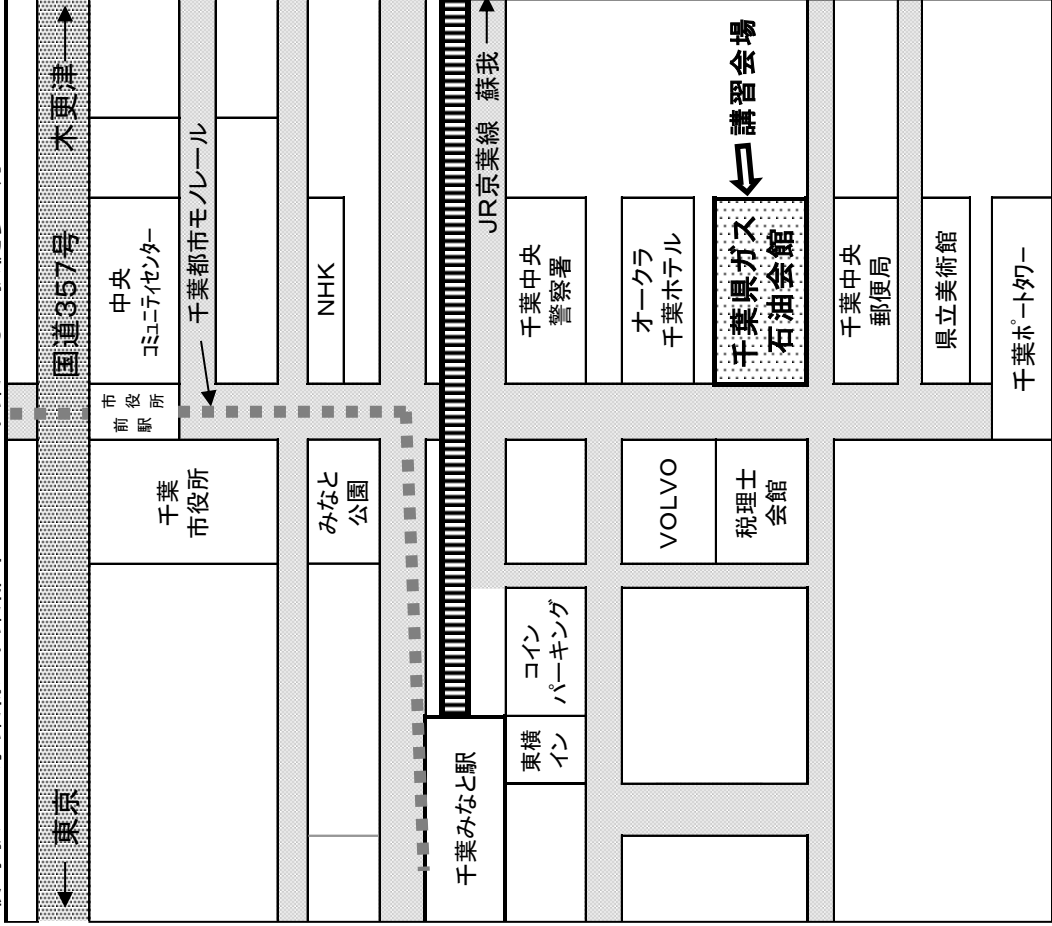 ←東京
国道357号
木更津→
千葉
市役所
市役所
前駅
中央
コミュニティセンター
千葉都市モノレール
みなと
公園
NHK
千葉みなと駅
JR京葉線 蘇我→
東横
イン
コイン
パーキング
千葉中央
警察署
VOLVO
オークラ
千葉ホテル
税理士
会館
千葉県ガス
石油会館
講習会場
千葉中央
郵便局
県立美術館
千葉ポートタワー